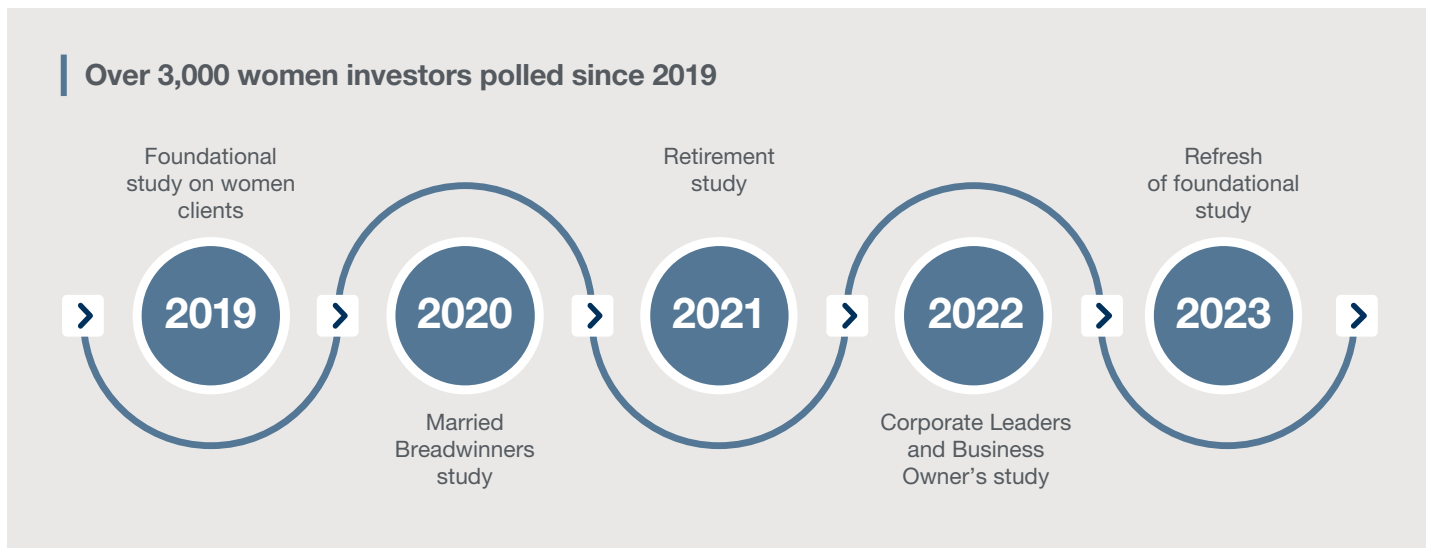 Over 3,000 women investors polled since 2019
Foundational
study on women
clients
2019
2020
Married
Breadwinners
study
Retirement
study
2021
2022
Corporate Leaders
and Business
Owner’s study
Refresh
of foundational
study
2023